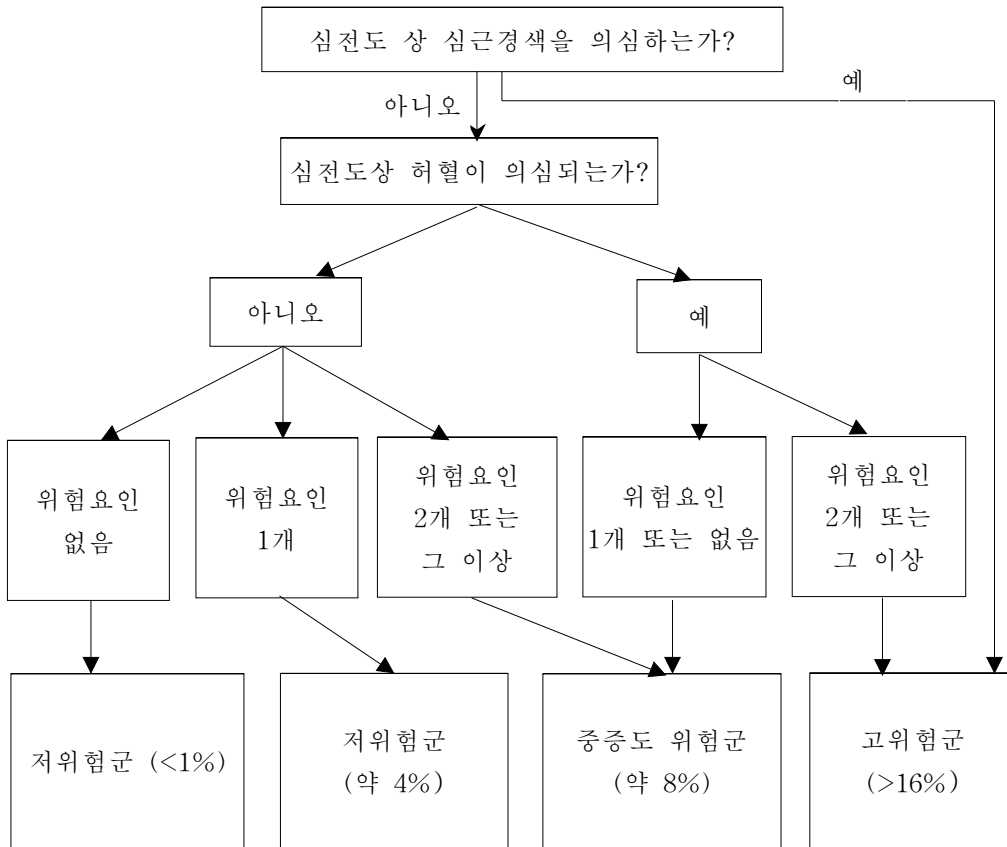 심전도 상 심근경색을 의심하는가?
예
아니오
심전도상 허혈이 의심되는가?
아니오
예
위험요인
없음
위험요인
1개
위험요인
2개 또는
그 이상
위험요인
1개 또는 없음
위험요인
2개 또는
그 이상
저위험군 (<1%)
저위험군
(약 4%)
중증도 위험군
(약 8%)
고위험군
(>16%)